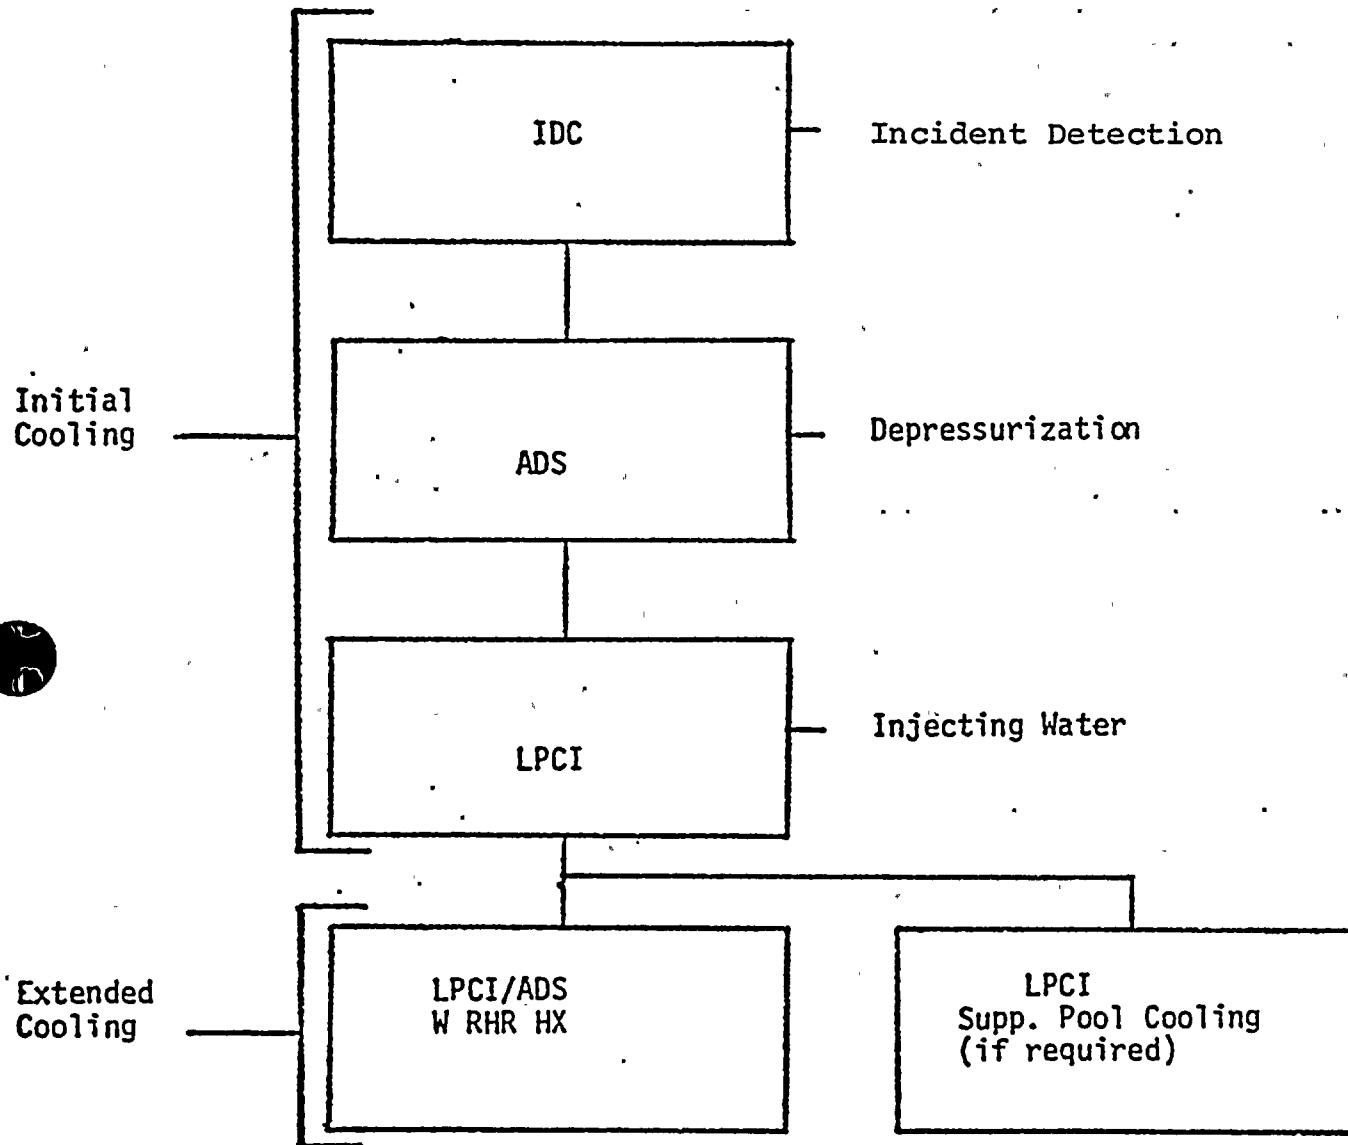 IDC
Incident Detection
Initial
Cooling
ADS
Depressurization
LPCI
Injecting Water
Extended
Cooling
LPCI/ADS
W RHR HX
LPCI
Supp. Pool Cooling
(if required)